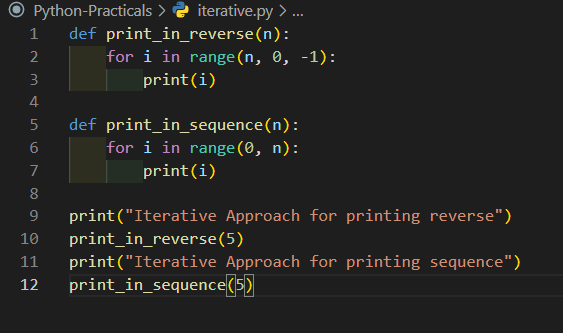 Python-Practicals > iterative.py > ...
1 def print_in_reverse(n):
2     for i in range(n, 0, -1):
3         print(i)
4
5 def print_in_sequence(n):
6     for i in range(0, n):
7         print(i)
8
9 print("Iterative Approach for printing reverse")
10 print_in_reverse(5)
11 print("Iterative Approach for printing sequence")
12 print_in_sequence(5)